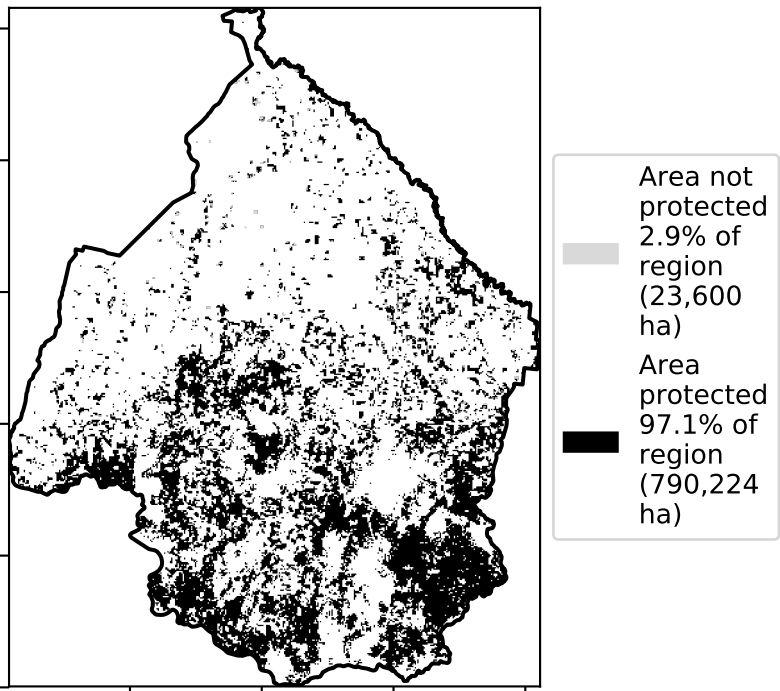 Area not
protected
2.9% of
region
(23,600
ha)
Area
protected
97.1% of
region
(790,224
ha)